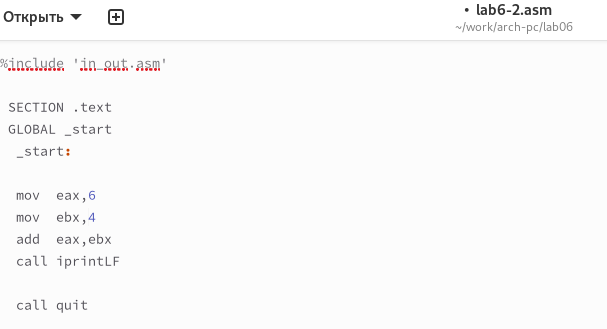 Открыть
• lab6-2.asm
~/work/arch-pc/lab06
%include 'in_out.asm'
SECTION .text
GLOBAL _start
_start:
mov eax,6
mov ebx,4
add eax,ebx
call iprintLF
call quit